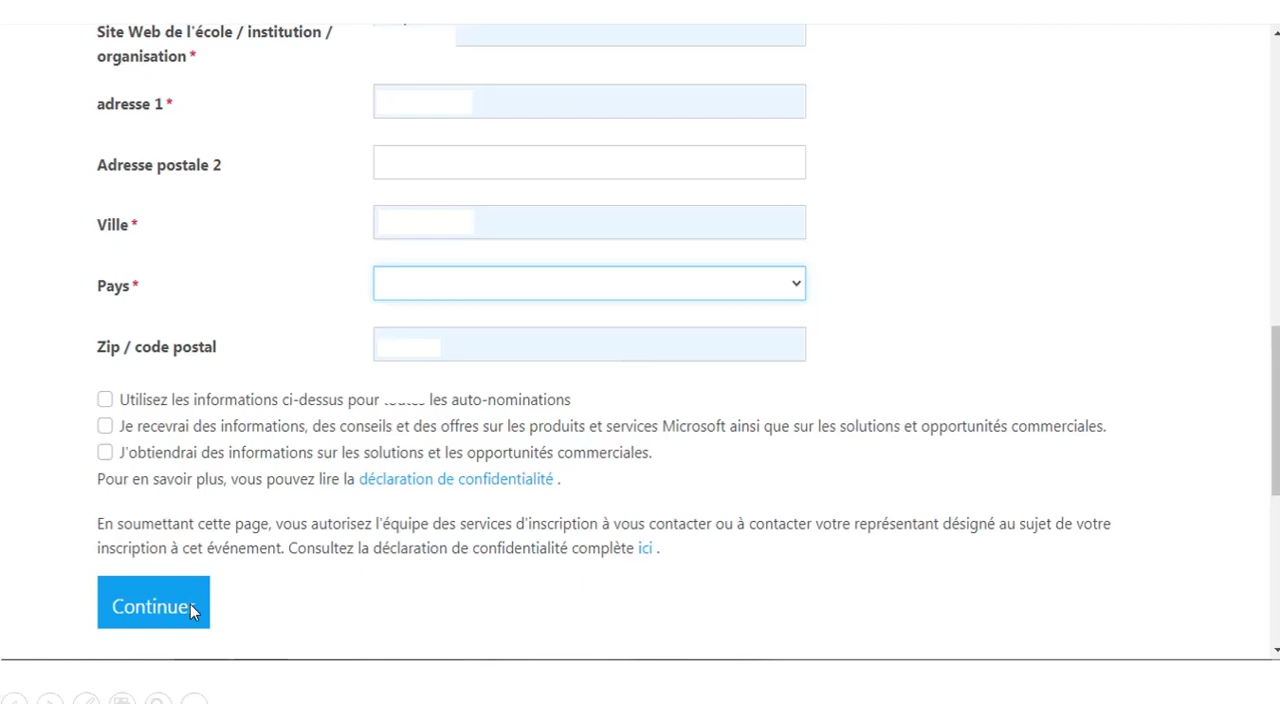 Site Web de l'école / institution /
organisation *
adresse 1 *
Adresse postale 2
Ville *
Pays *
Zip / code postal
Utilisez les informations ci-dessus pour toutes les auto-nominations
Je recevrai des informations, des conseils et des offres sur les produits et services Microsoft ainsi que sur les solutions et opportunités commerciales.
J'obtiendrai des informations sur les solutions et les opportunités commerciales.
Pour en savoir plus, vous pouvez lire la déclaration de confidentialité .
En soumettant cette page, vous autorisez l'équipe des services d'inscription à vous contacter ou à contacter votre représentant désigné au sujet de votre
inscription à cet événement. Consultez la déclaration de confidentialité complète ici .
Continuer